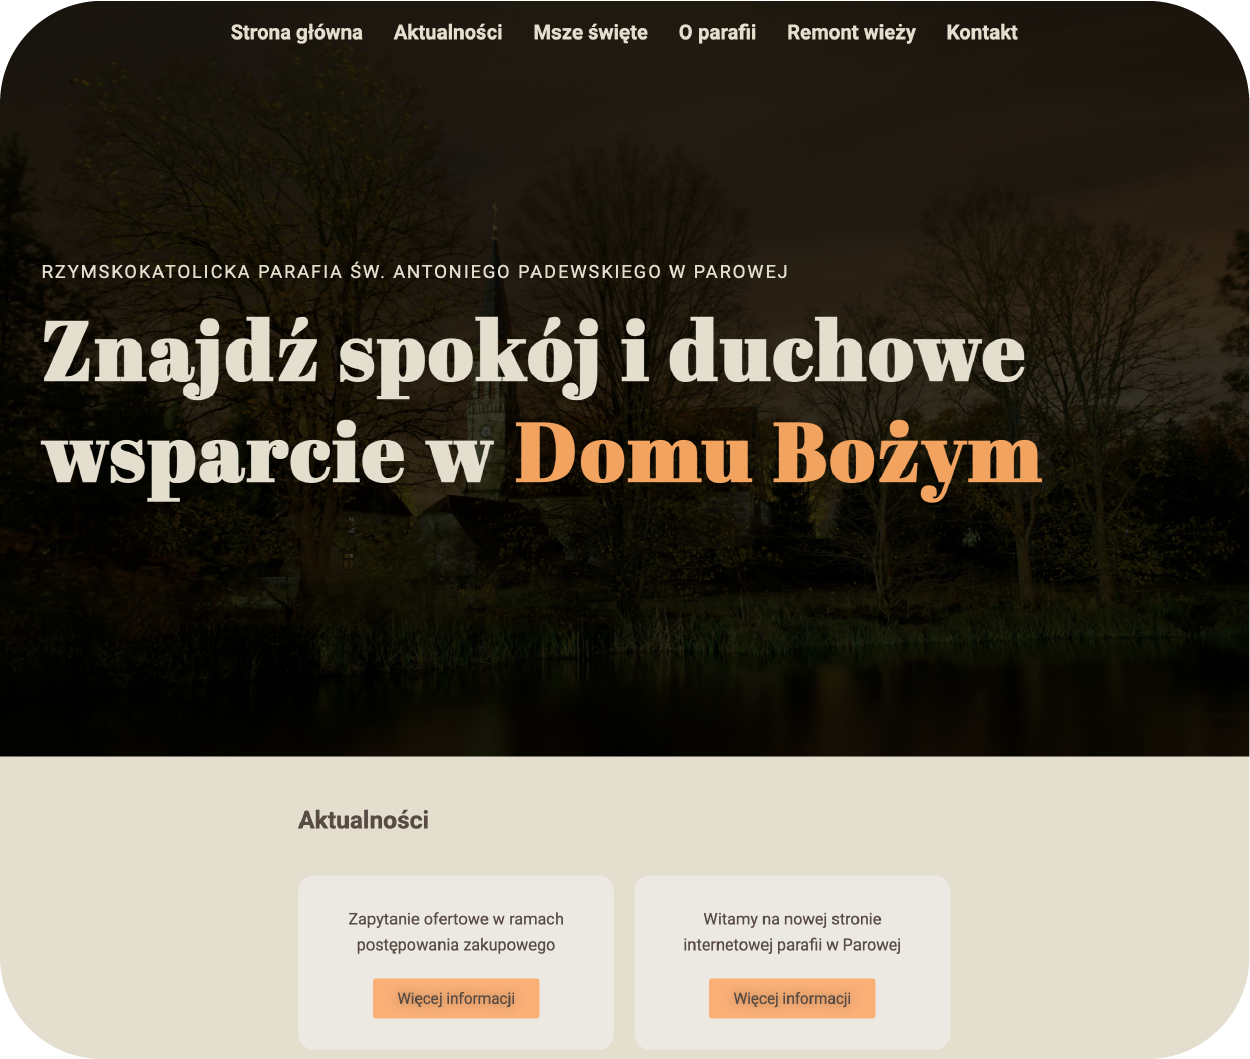 Strona główna Aktualności Msze święte O parafii Remont wieży Kontakt
RZYMSKOKATOLICKA PARAFIA ŚW. ANTONIEGO PADEWSKIEGO W PAROWEJ
Znajdź spokój i duchowe
wsparcie w Domu Bożym
Aktualności
Zapytanie ofertowe w ramach
postępowania zakupowego
Więcej informacji
Witamy na nowej stronie
internetowej parafii w Parowej
Więcej informacji